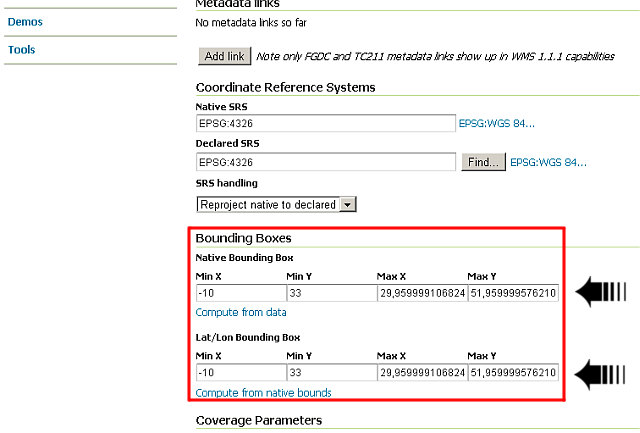 Metadata links
No metadata links so far
Demos
Tools
Add link Note only FGDC and TC211 metadata links show up in WMS 1.1.1 capabilities
Coordinate Reference Systems
Native SRS
EPSG:4326 EPSG:WGS 84...
Declared SRS
EPSG:4326 Find... EPSG:WGS 84...
SRS handling
Reproject native to declared
Bounding Boxes
Native Bounding Box
Min X Min Y Max X Max Y
-10 33 29,959999106824 51,959999576210
Compute from data
Lat/Lon Bounding Box
Min X Min Y Max X Max Y
-10 33 29,959999106824 51,959999576210
Compute from native bounds
Coverage Parameters